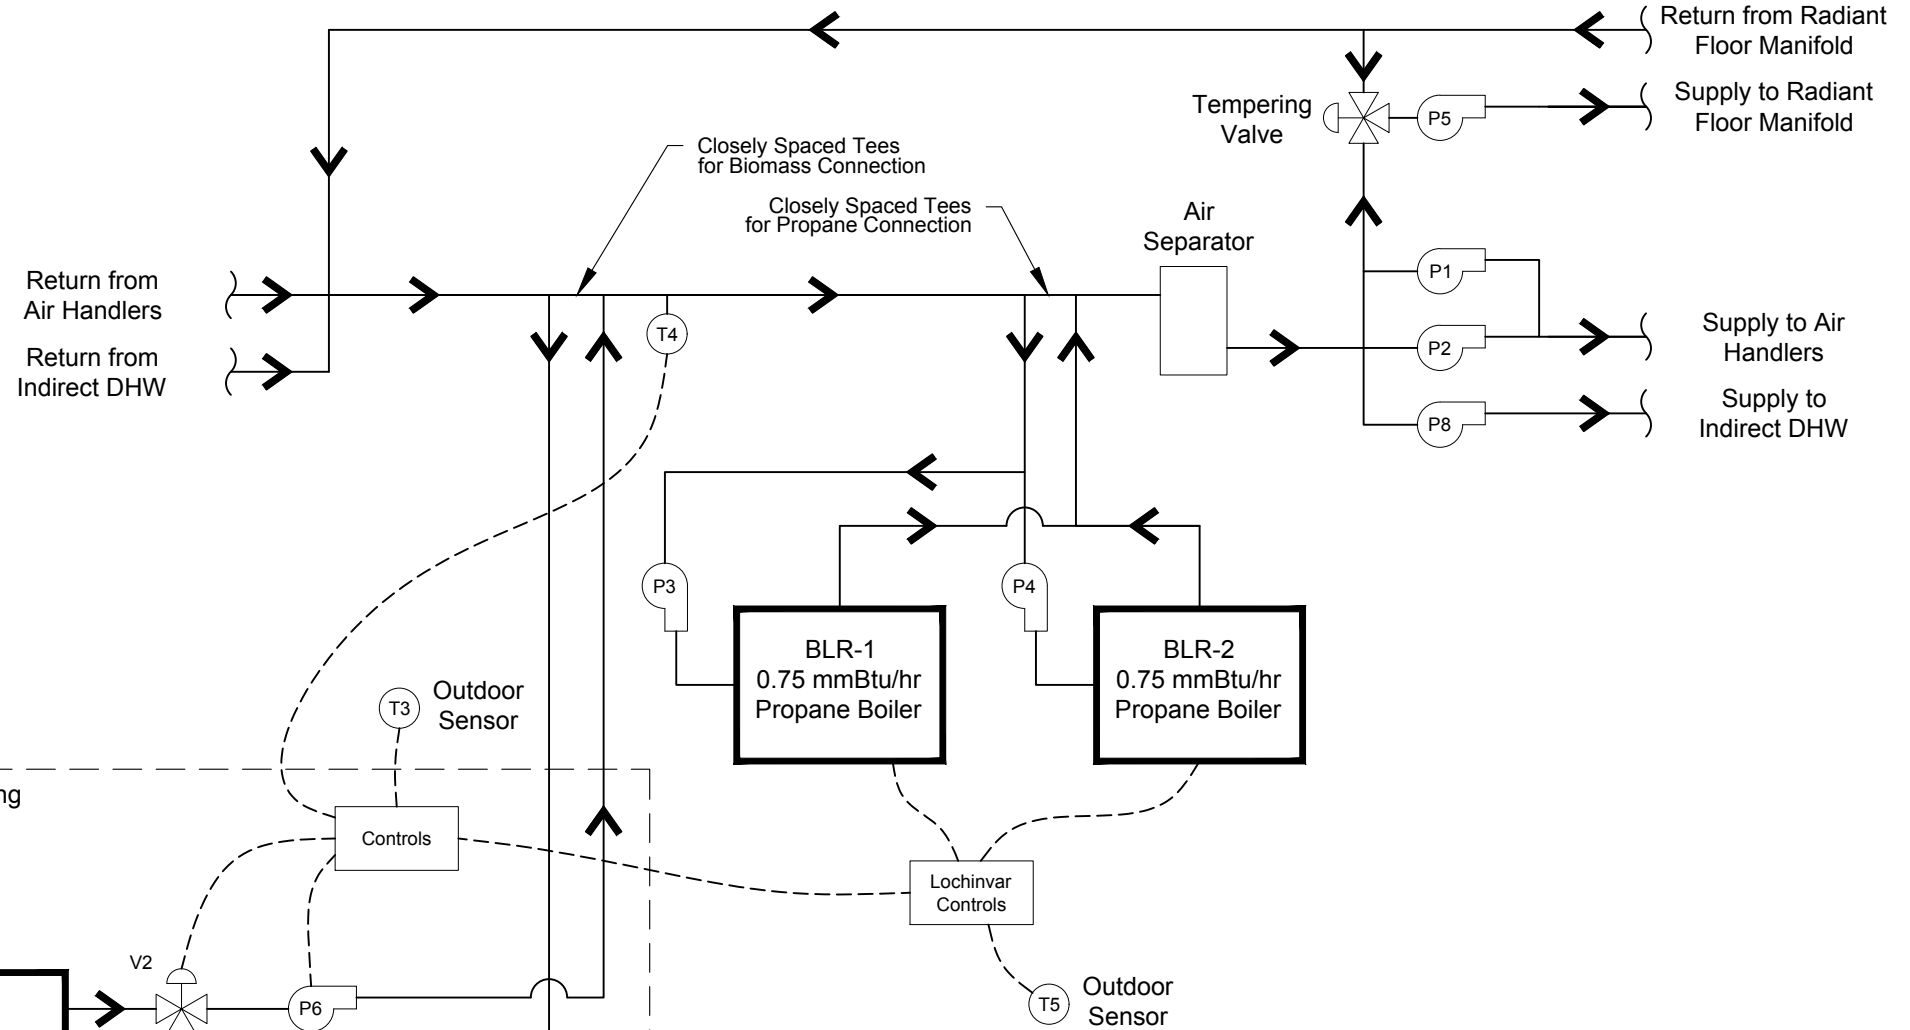 Return from Radiant
Floor Manifold
Supply to Radiant
Floor Manifold
Tempering
Valve
P5
Closely Spaced Tees
for Biomass Connection
Closely Spaced Tees
for Propane Connection
Air
Separator
P1
Return from
Air Handlers
T4
P2
Supply to Air
Handlers
Return from
Indirect DHW
P8
Supply to
Indirect DHW
P3
P4
BLR-1
0.75 mmBtu/hr
Propane Boiler
BLR-2
0.75 mmBtu/hr
Propane Boiler
T3
Outdoor
Sensor
ng
Controls
Lochinvar
Controls
V2
P6
T5
Outdoor
Sensor